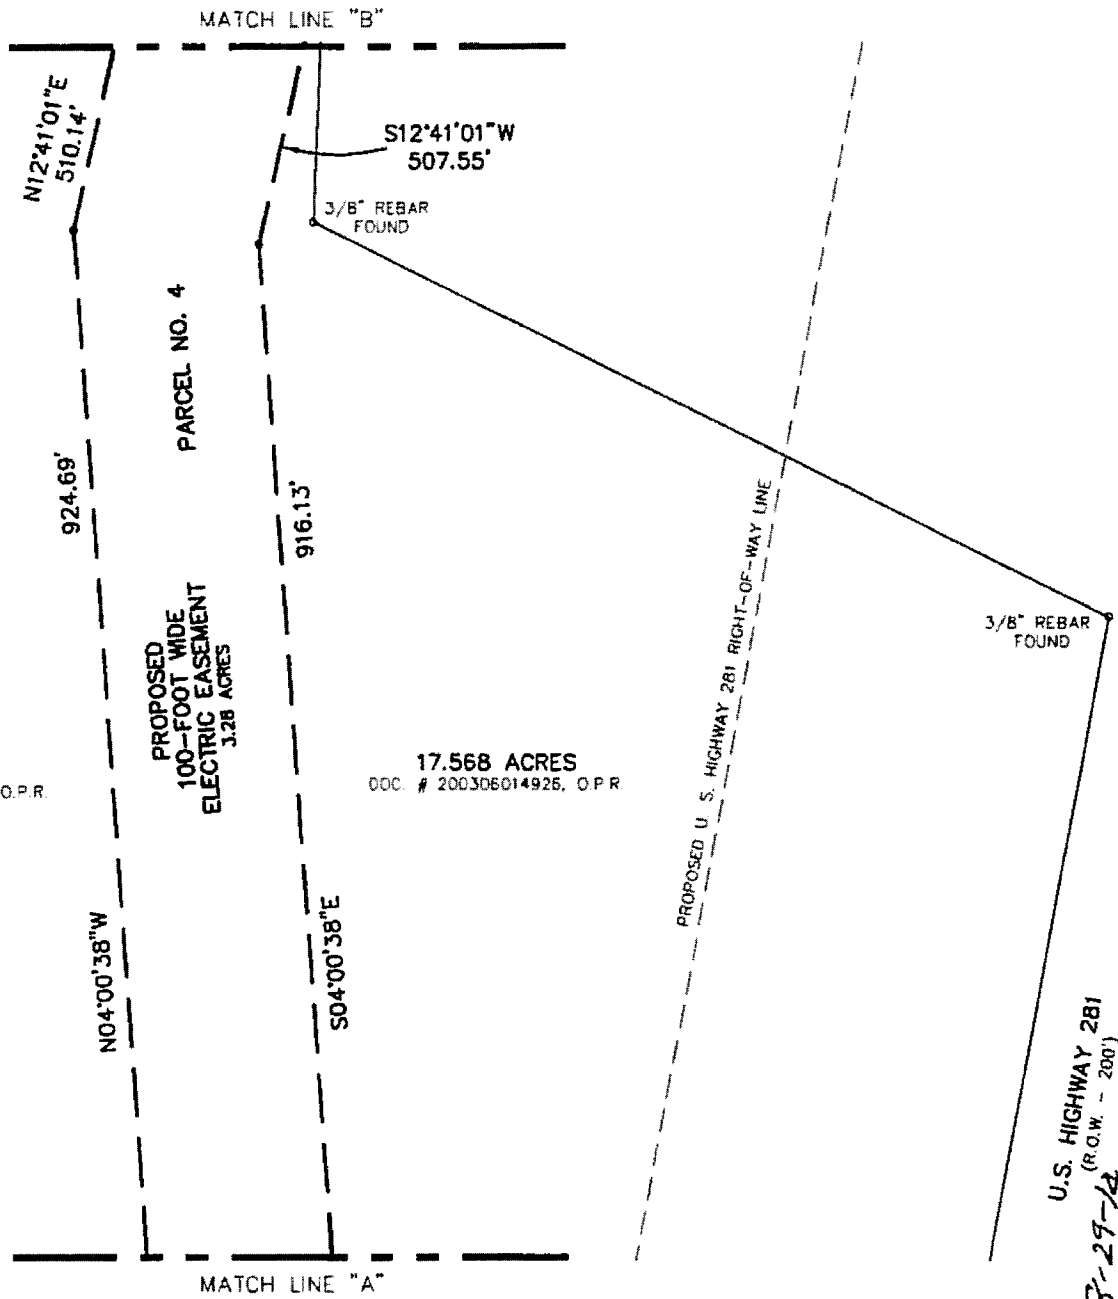 MATCH LINE "B"
N12°41'01"E
510.14'
S12°41'01"W
507.55'
3/8" REBAR
FOUND
PARCEL NO. 4
924.69'
916.13'
PROPOSED
100-FOOT WIDE
ELECTRIC EASEMENT
3.28 ACRES
PROPOSED U S. HIGHWAY 281 RIGHT-OF-WAY LINE
3/8" REBAR
FOUND
17.568 ACRES
DOC. # 200306014926, O.P.R
O.P.R.
N04°00'38"W
S04°00'38"E
U.S. HIGHWAY 281
(R.O.W. - 200')
MATCH LINE "A"